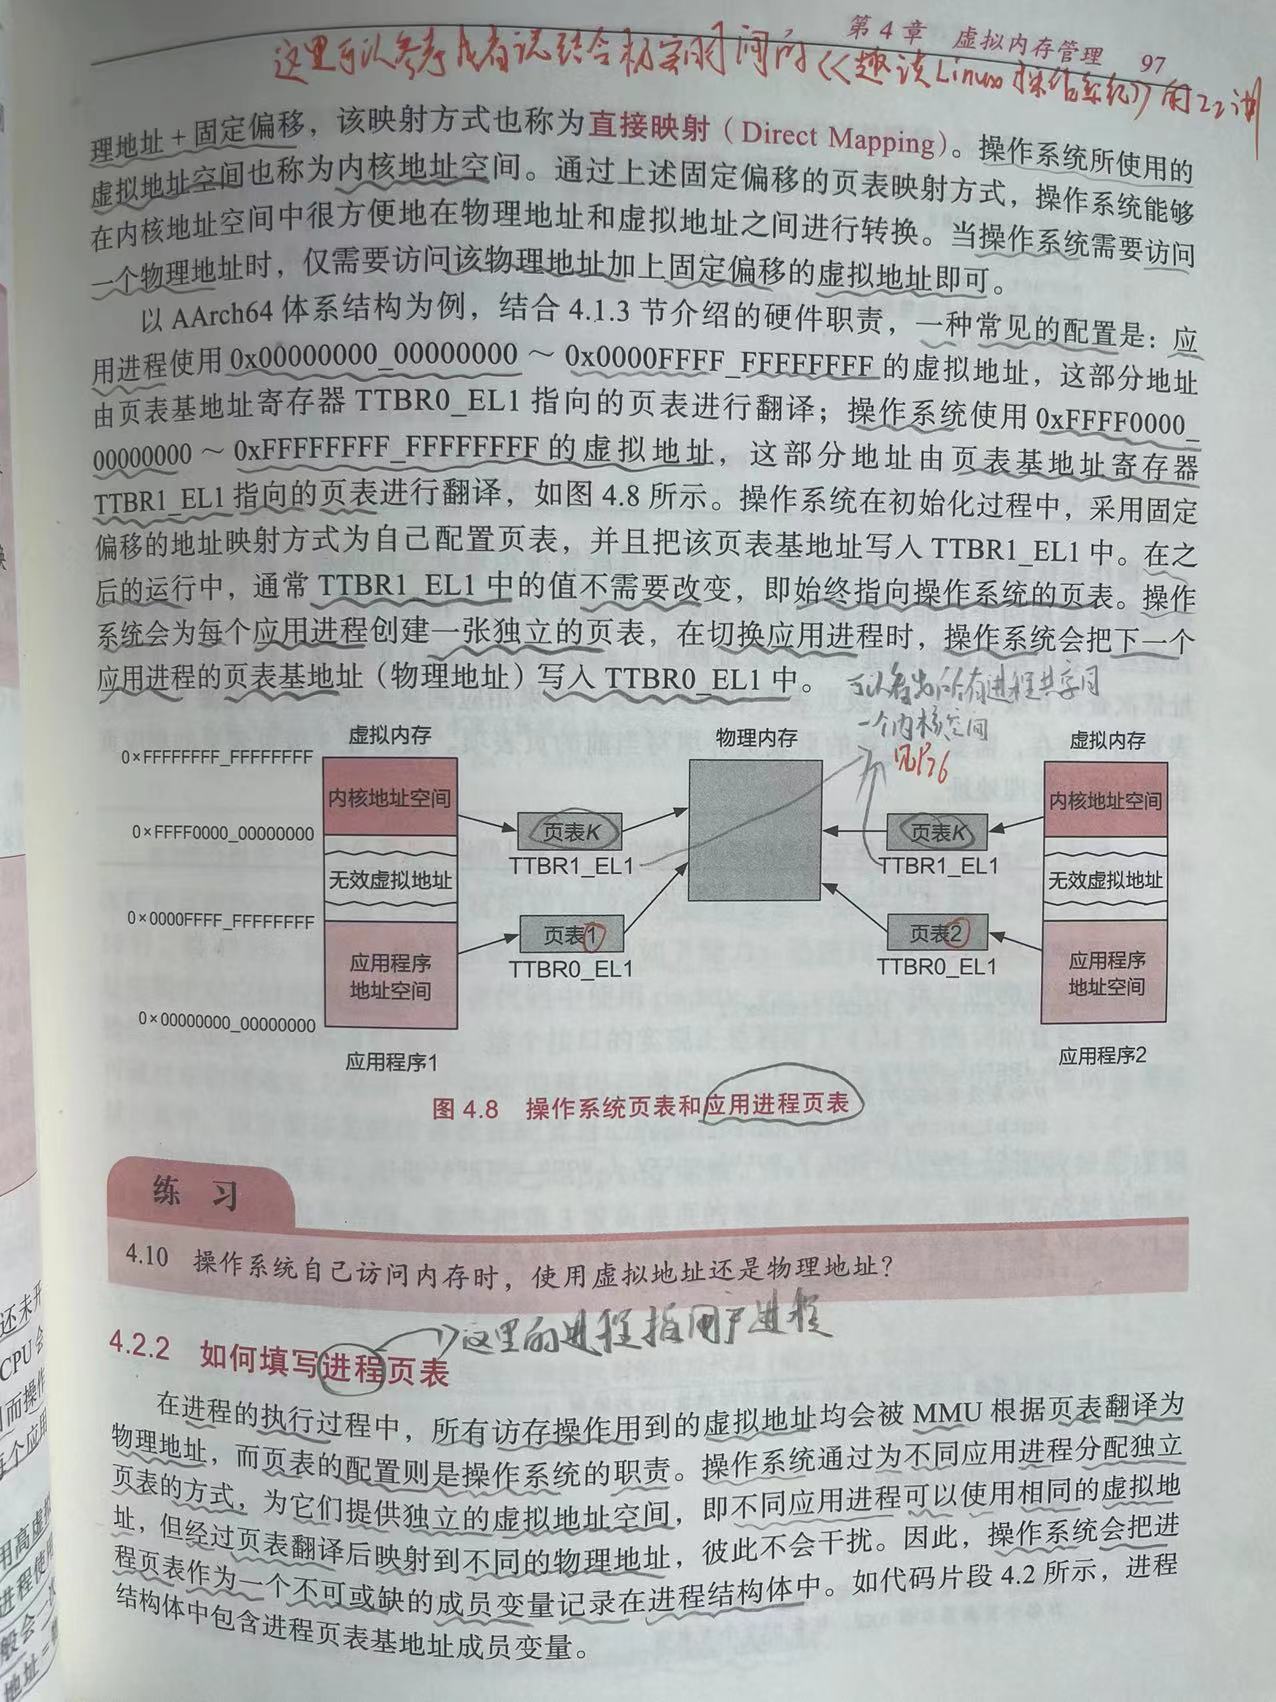 第4章 虚拟内存管理 97
这里可以参考或者说结合 《趣谈Linux操作系统》的22讲
理地址＋固定偏移，该映射方式也称为直接映射（Direct Mapping）。操作系统所使用的
虚拟地址空间也称为内核地址空间。通过上述固定偏移的页表映射方式，操作系统能够
在内核地址空间中很方便地在物理地址和虚拟地址之间进行转换。当操作系统需要访问
一个物理地址时，仅需要访问该物理地址加上固定偏移的虚拟地址即可。
以 AArch64 体系结构为例，结合 4.1.3 节介绍的硬件职责，一种常见的配置是：应
用进程使用 0x00000000_00000000 ～ 0x0000FFFF_FFFFFFFF 的虚拟地址，这部分地址
由页表基地址寄存器 TTBR0_EL1 指向的页表进行翻译；操作系统使用 0xFFFF0000_
00000000 ～ 0xFFFFFFFF_FFFFFFFF 的虚拟地址，这部分地址由页表基地址寄存器
TTBR1_EL1 指向的页表进行翻译，如图 4.8 所示。操作系统在初始化过程中，采用固定
偏移的地址映射方式为自己配置页表，并且把该页表基地址写入 TTBR1_EL1 中。在之
后的运行中，通常 TTBR1_EL1 中的值不需要改变，即始终指向操作系统的页表。操作
系统会为每个应用进程创建一张独立的页表，在切换应用进程时，操作系统会把下一个
应用进程的页表基地址（物理地址）写入 TTBR0_EL1 中。
可以看出所有进程共享同
一个内核空间
见P76
虚拟内存
物理内存
虚拟内存
0×FFFFFFFF_FFFFFFFF
内核地址空间
内核地址空间
页表K
页表K
0×FFFF0000_00000000
TTBR1_EL1
TTBR1_EL1
无效虚拟地址
无效虚拟地址
0×0000FFFF_FFFFFFFF
页表1
页表2
TTBR0_EL1
TTBR0_EL1
应用程序
地址空间
应用程序
地址空间
0×00000000_00000000
应用程序1
应用程序2
图 4.8 操作系统页表和应用进程页表
练 习
4.10 操作系统自己访问内存时，使用虚拟地址还是物理地址？
这里的进程指用户进程
4.2.2 如何填写进程页表
在进程的执行过程中，所有访存操作用到的虚拟地址均会被 MMU 根据页表翻译为
物理地址，而页表的配置则是操作系统的职责。操作系统通过为不同应用进程分配独立
页表的方式，为它们提供独立的虚拟地址空间，即不同应用进程可以使用相同的虚拟地
址，但经过页表翻译后映射到不同的物理地址，彼此不会干扰。因此，操作系统会把进
程页表作为一个不可或缺的成员变量记录在进程结构体中。如代码片段 4.2 所示，进程
结构体中包含进程页表基地址成员变量。
还未开
CPU 会
而操作
每个应用
用高虚拟
进程使用
般会
地址